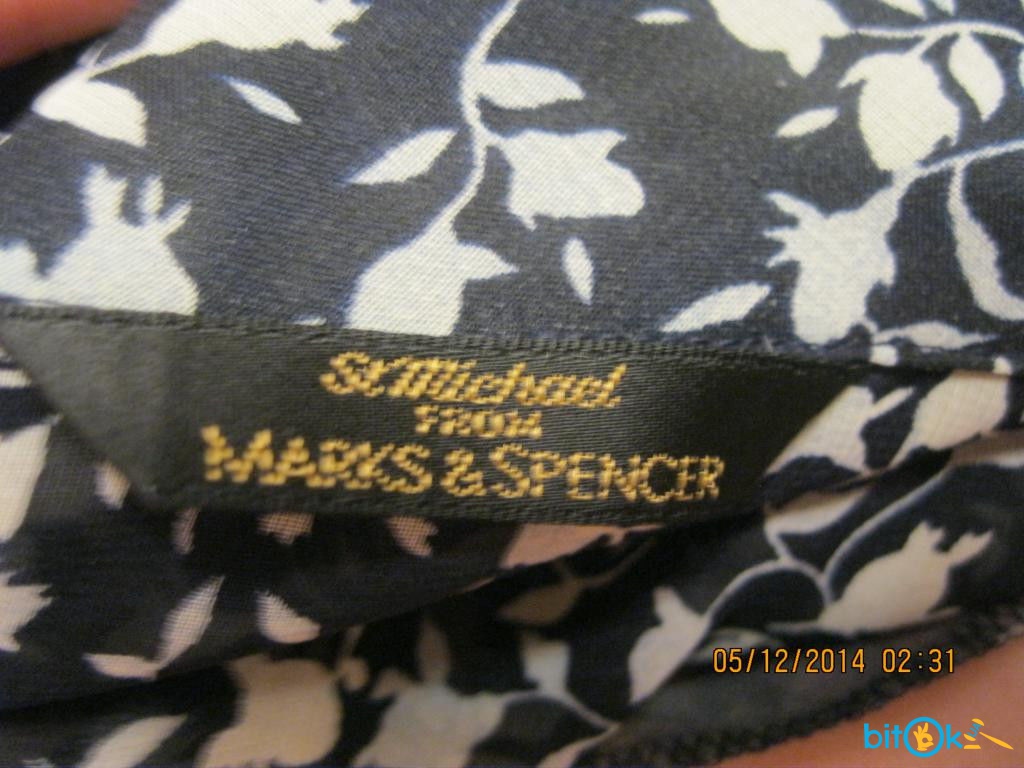 St Michael
FROM
MARKS & SPENCER
05/12/2014 02:31
bitOk